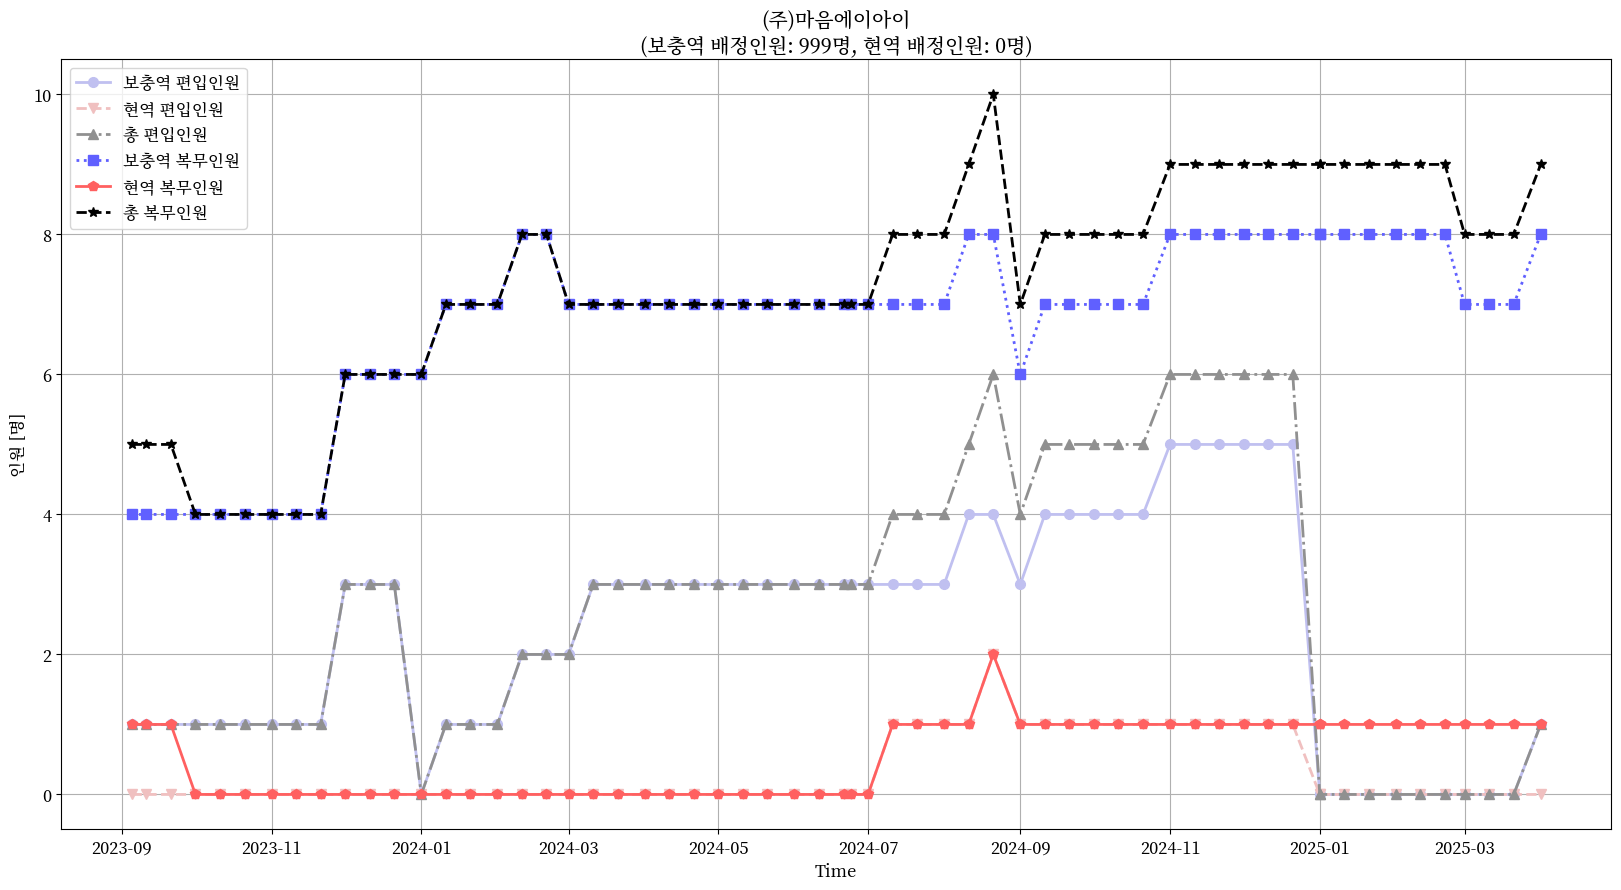 (주)마음에이아이
(보충역 배정인원: 999명, 현역 배정인원: 0명)
보충역 편입인원
현역 편입인원
총 편입인원
보충역 복무인원
현역 복무인원
총 복무인원
인원 [명]
10
8
6
4
2
0
2023-09
2023-11
2024-01
2024-03
2024-05
2024-07
2024-09
2024-11
2025-01
2025-03
Time